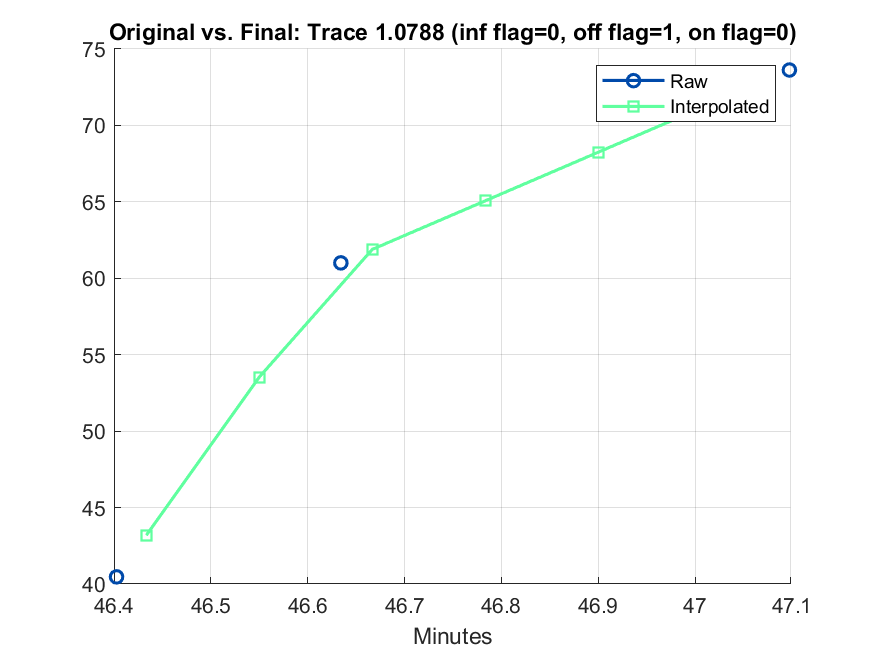 Original vs. Final: Trace 1.0788 (inf flag=0, off flag=1, on flag=0)
75
70
65
60
55
50
45
40
Raw
Interpolated
46.4 46.5 46.6 46.7 46.8 46.9 47 47.1
Minutes